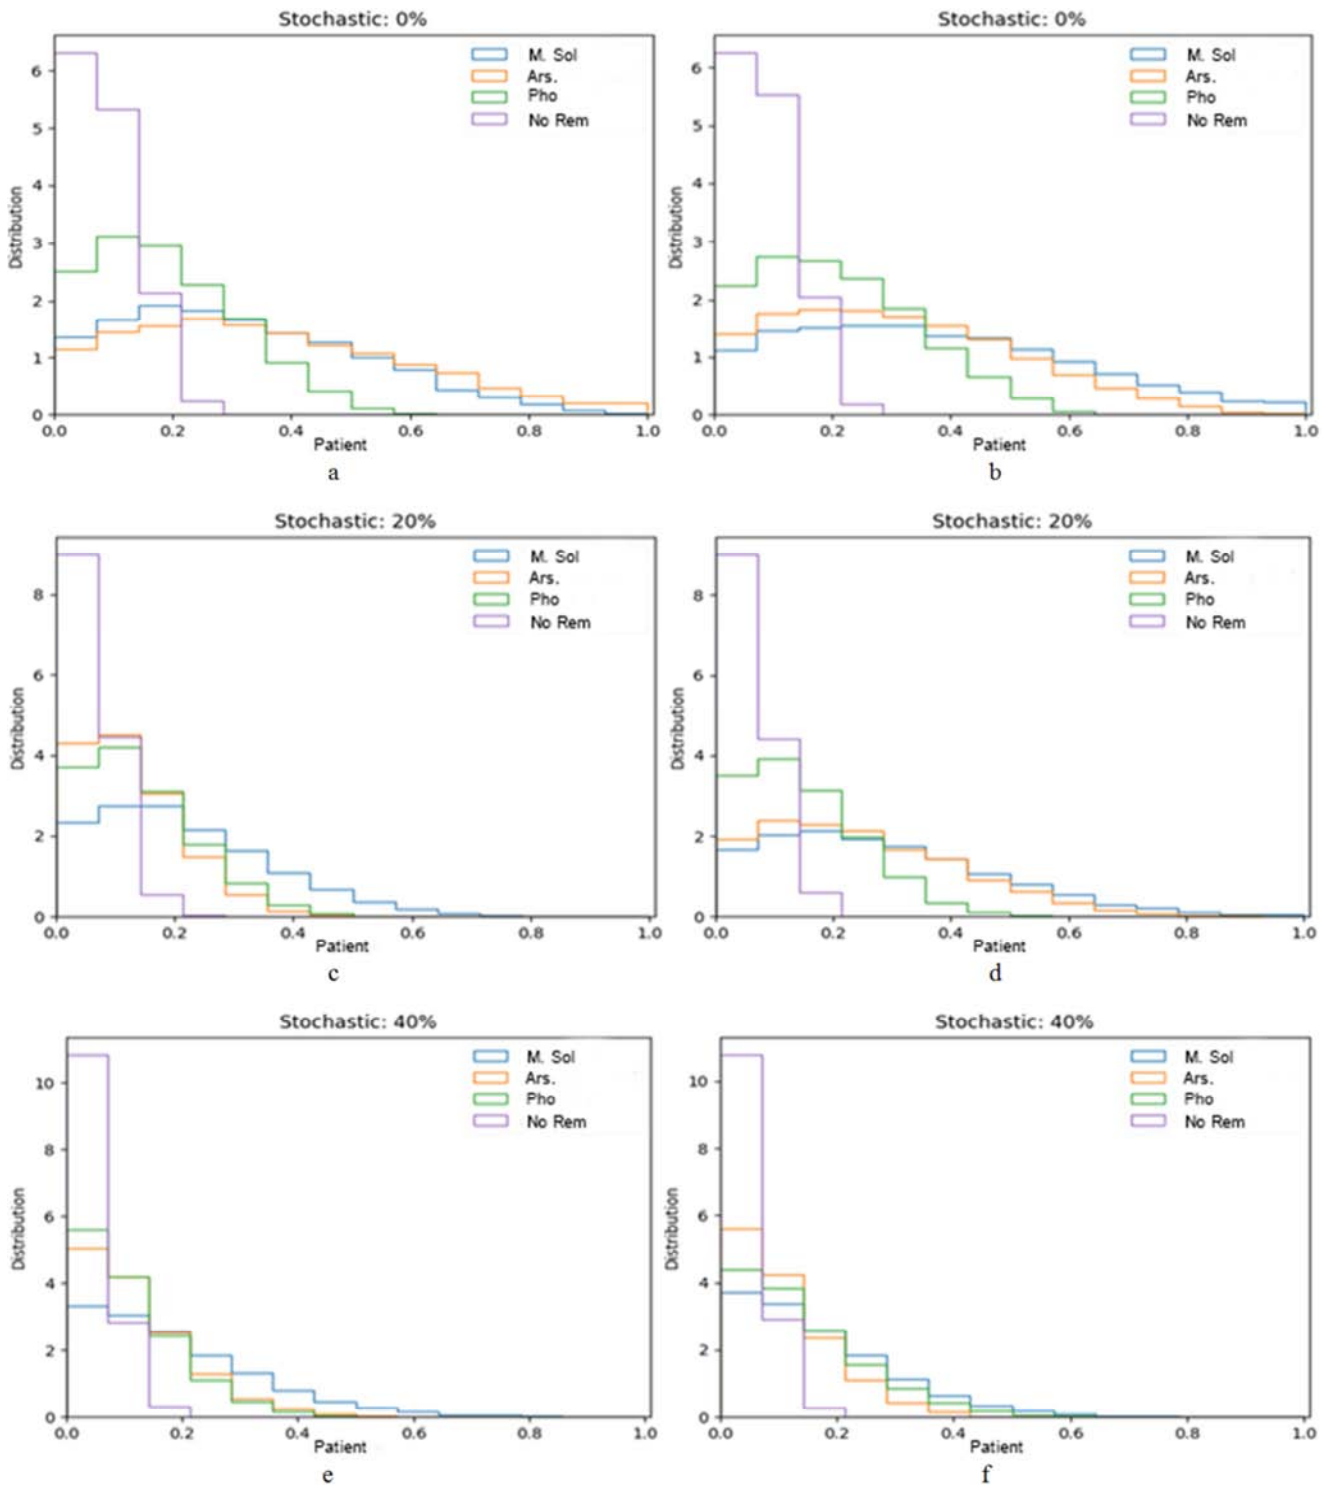 Stochastic: 0%
M. Sol
Ars.
Pho
No Rem
6
5
4
3
2
1
0
Distribution
0.0 0.2 0.4 0.6 0.8 1.0
Patient
a
Stochastic: 0%
M. Sol
Ars.
Pho
No Rem
6
5
4
3
2
1
0
Distribution
0.0 0.2 0.4 0.6 0.8 1.0
Patient
b
Stochastic: 20%
M. Sol
Ars.
Pho
No Rem
8
6
4
2
0
Distribution
0.0 0.2 0.4 0.6 0.8 1.0
Patient
c
Stochastic: 20%
M. Sol
Ars.
Pho
No Rem
8
6
4
2
0
Distribution
0.0 0.2 0.4 0.6 0.8 1.0
Patient
d
Stochastic: 40%
M. Sol
Ars.
Pho
No Rem
10
8
6
4
2
0
Distribution
0.0 0.2 0.4 0.6 0.8 1.0
Patient
e
Stochastic: 40%
M. Sol
Ars.
Pho
No Rem
10
8
6
4
2
0
Distribution
0.0 0.2 0.4 0.6 0.8 1.0
Patient
f